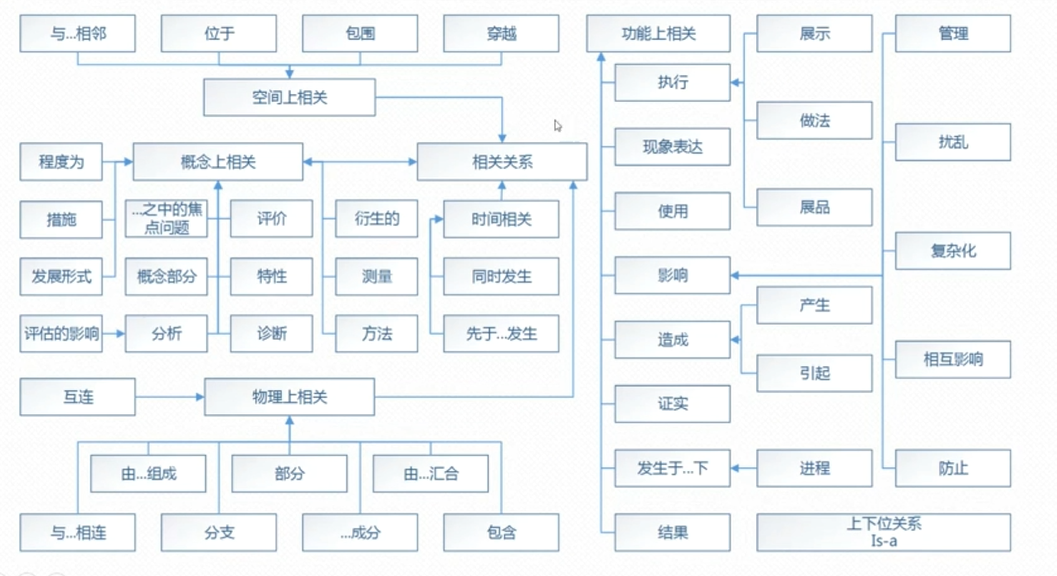 与...相邻
位于
包围
穿越
空间上相关
程度为
概念上相关
相关关系
措施
...之中的焦
点问题
评价
衍生的
时间相关
发展形式
概念部分
特性
测量
同时发生
评估的影响
分析
诊断
方法
先于...发生
互连
物理上相关
由...组成
部分
由...汇合
与...相连
分支
...成分
包含
功能上相关
展示
管理
执行
做法
现象表达
扰乱
使用
展品
影响
复杂化
产生
造成
引起
相互影响
证实
发生于...下
进程
防止
结果
上下位关系
Is-a